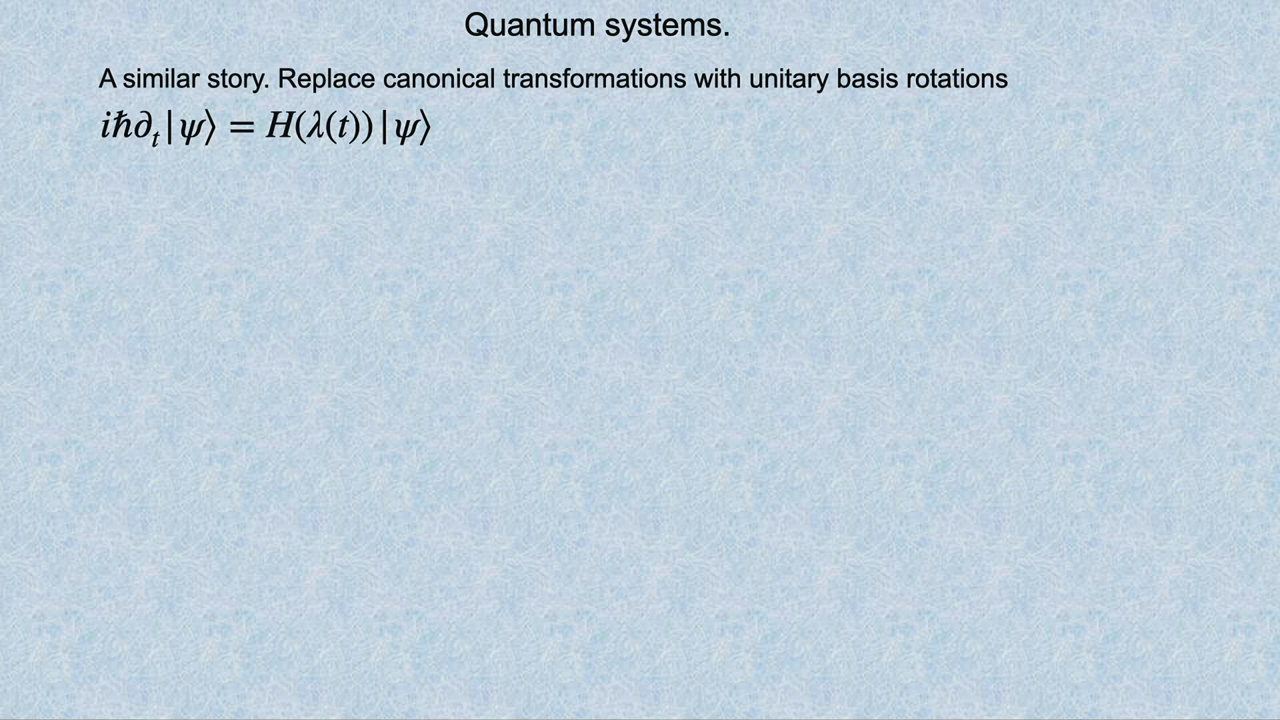 Quantum systems.
A similar story. Replace canonical transformations with unitary basis rotations
iℏ∂ₜ|ψ⟩ = H(λ(t))|ψ⟩